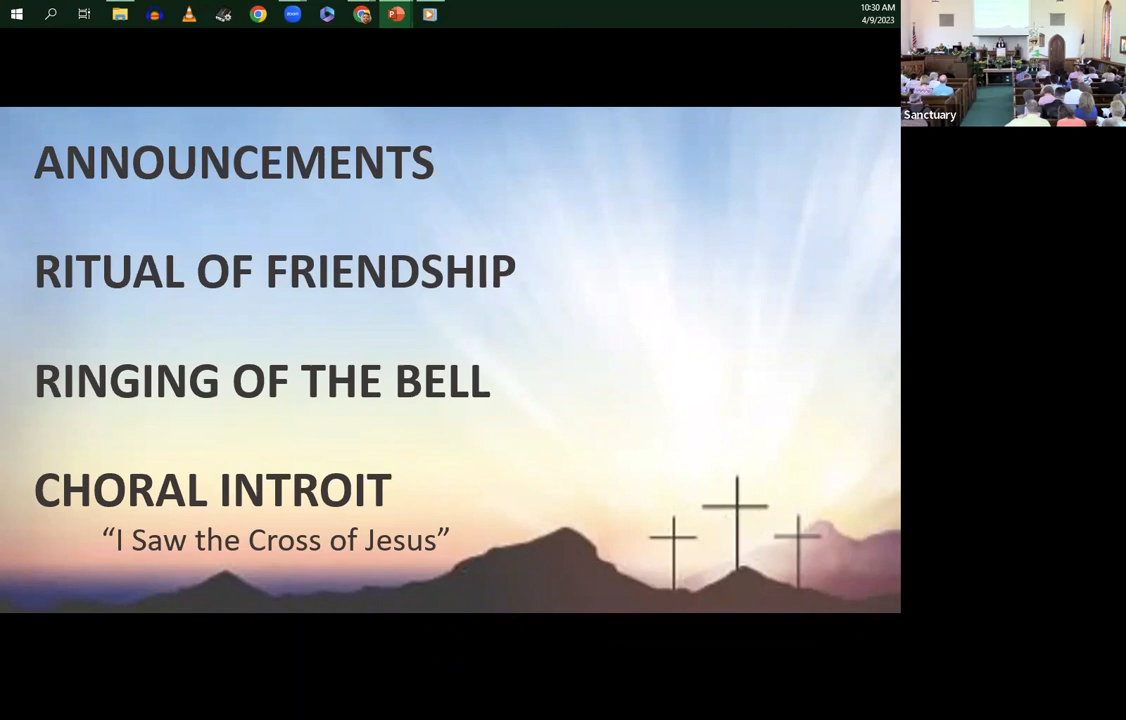 10:30 AM
4/9/2023
Sanctuary
ANNOUNCEMENTS
RITUAL OF FRIENDSHIP
RINGING OF THE BELL
CHORAL INTROIT
“I Saw the Cross of Jesus”
zoom